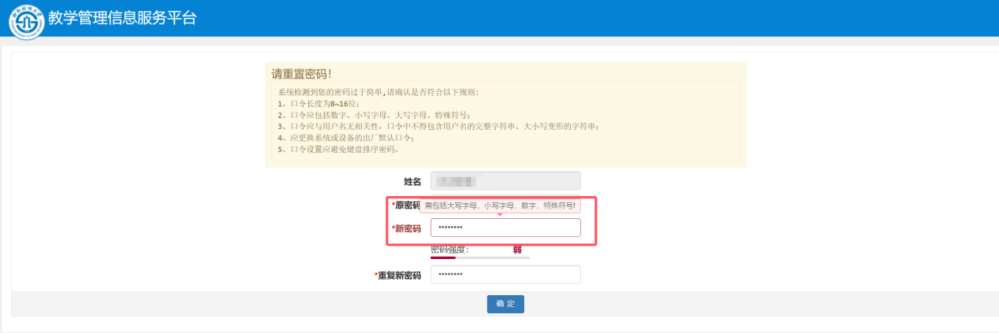 教学管理信息服务平台
请重置密码!
系统检测到您的密码过于简单,请确认是否符合以下规则:
1、口令长度为8~16位;
2、口令应包括数字、小写字母、大写字母、特殊符号;
3、口令应与用户名无相关性，口令中不得包含用户名的完整字符串、大小写变形的字符串;
4、应更换系统或设备的出厂默认口令;
5、口令设置应避免键盘排序密码。
姓名
*原密码
需包括大写字母，小写字母，数字，特殊符号!
*新密码 ••••••••
密码强度: 弱
*重复新密码 ••••••••
确 定